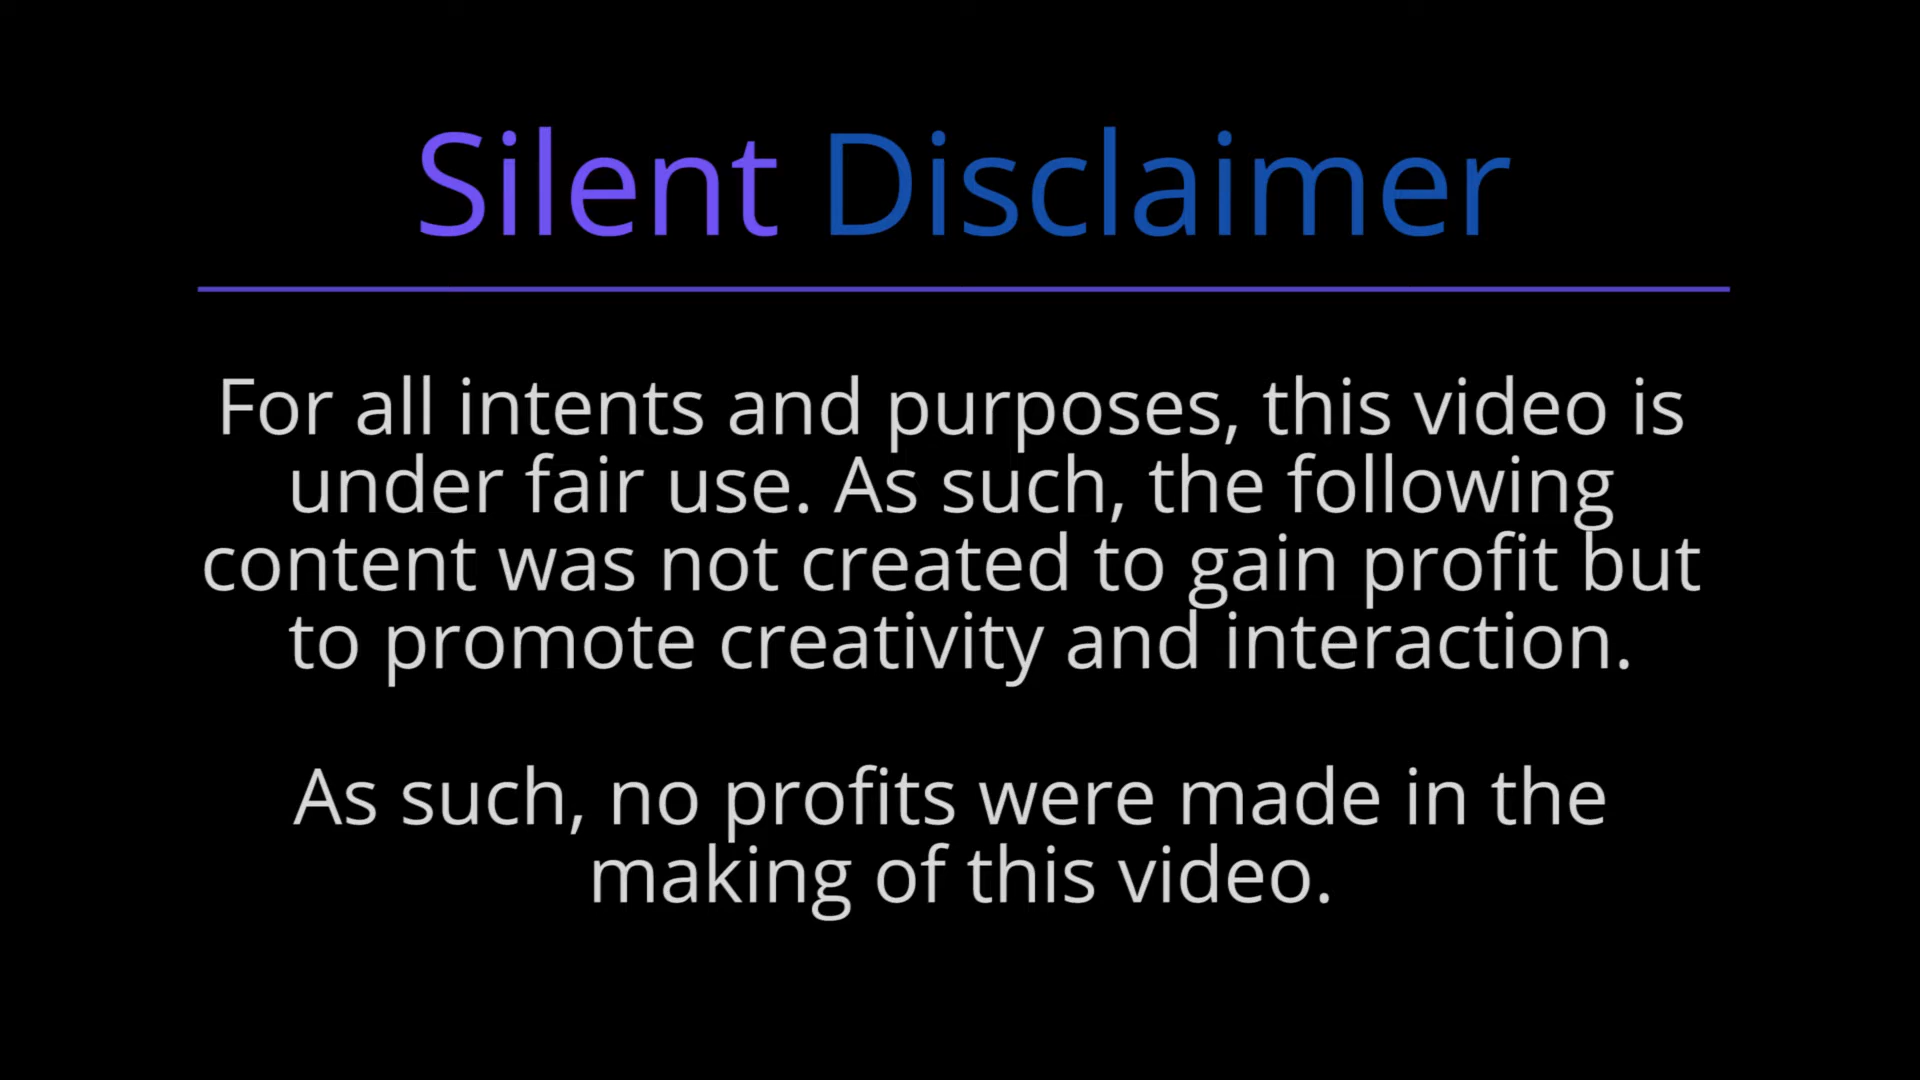 Silent Disclaimer
For all intents and purposes, this video is
under fair use. As such, the following
content was not created to gain profit but
to promote creativity and interaction.
As such, no profits were made in the
making of this video.